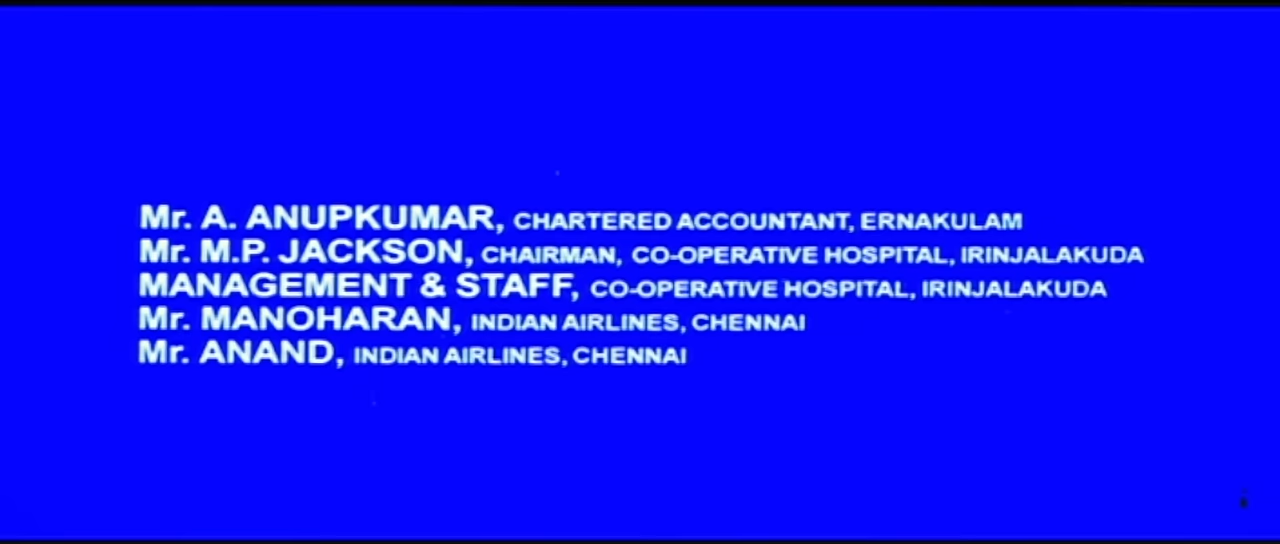 Mr. A. ANUPKUMAR, CHARTERED ACCOUNTANT, ERNAKULAM
Mr. M.P. JACKSON, CHAIRMAN, CO-OPERATIVE HOSPITAL, IRINJALAKUDA
MANAGEMENT & STAFF, CO-OPERATIVE HOSPITAL, IRINJALAKUDA
Mr. MANOHARAN, INDIAN AIRLINES, CHENNAI
Mr. ANAND, INDIAN AIRLINES, CHENNAI